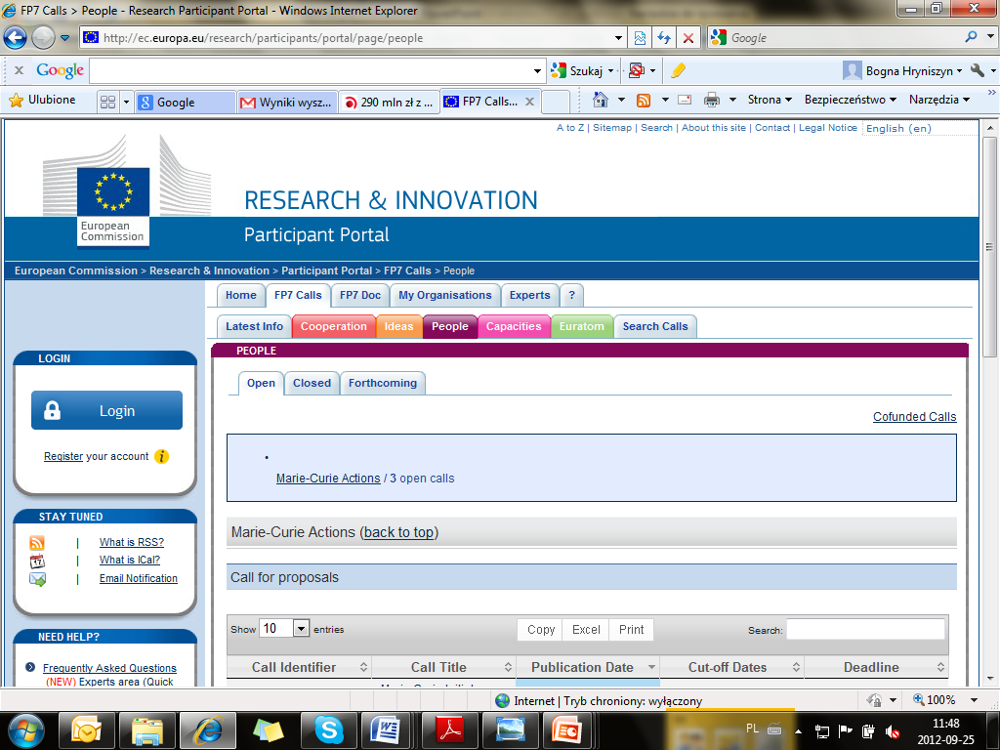 FP7 Calls > People - Research Participant Portal - Windows Internet Explorer
http://ec.europa.eu/research/participants/portal/page/people
Google
Google
Szukaj
Bogna Hryniszyn
Ulubione
Google
Wyniki wysz...
290 mln zł z ...
FP7 Calls...
Strona
Bezpieczeństwo
Narzędzia
A to Z | Sitemap | Search | About this site | Contact | Legal Notice
English (en)
European
Commission
RESEARCH & INNOVATION
Participant Portal
European Commission > Research & Innovation > Participant Portal > FP7 Calls > People
Home
FP7 Calls
FP7 Doc
My Organisations
Experts
?
Latest Info
Cooperation
Ideas
People
Capacities
Euratom
Search Calls
LOGIN
Login
Register your account
PEOPLE
Open
Closed
Forthcoming
Cofunded Calls
Marie-Curie Actions / 3 open calls
STAY TUNED
| What is RSS?
| What is ICal?
| Email Notification
Marie-Curie Actions (back to top)
Call for proposals
Show 10 entries
Copy
Excel
Print
Search:
NEED HELP?
Frequently Asked Questions
(NEW) Experts area (Quick
Call Identifier
Call Title
Publication Date
Cut-off Dates
Deadline
Internet | Tryb chroniony: wyłączony
100%
PL
11:48
2012-09-25